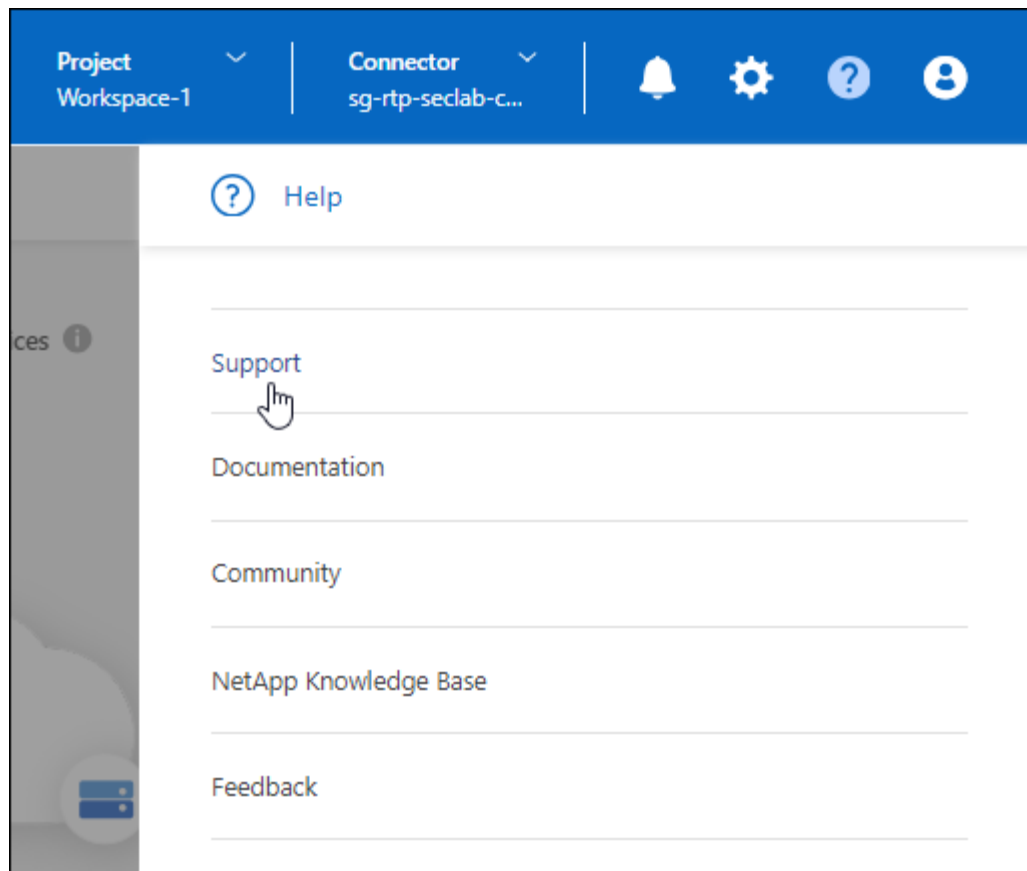 Project
Workspace-1
Connector
sg-rtp-seclab-c...
Help
ces
Support
Documentation
Community
NetApp Knowledge Base
Feedback